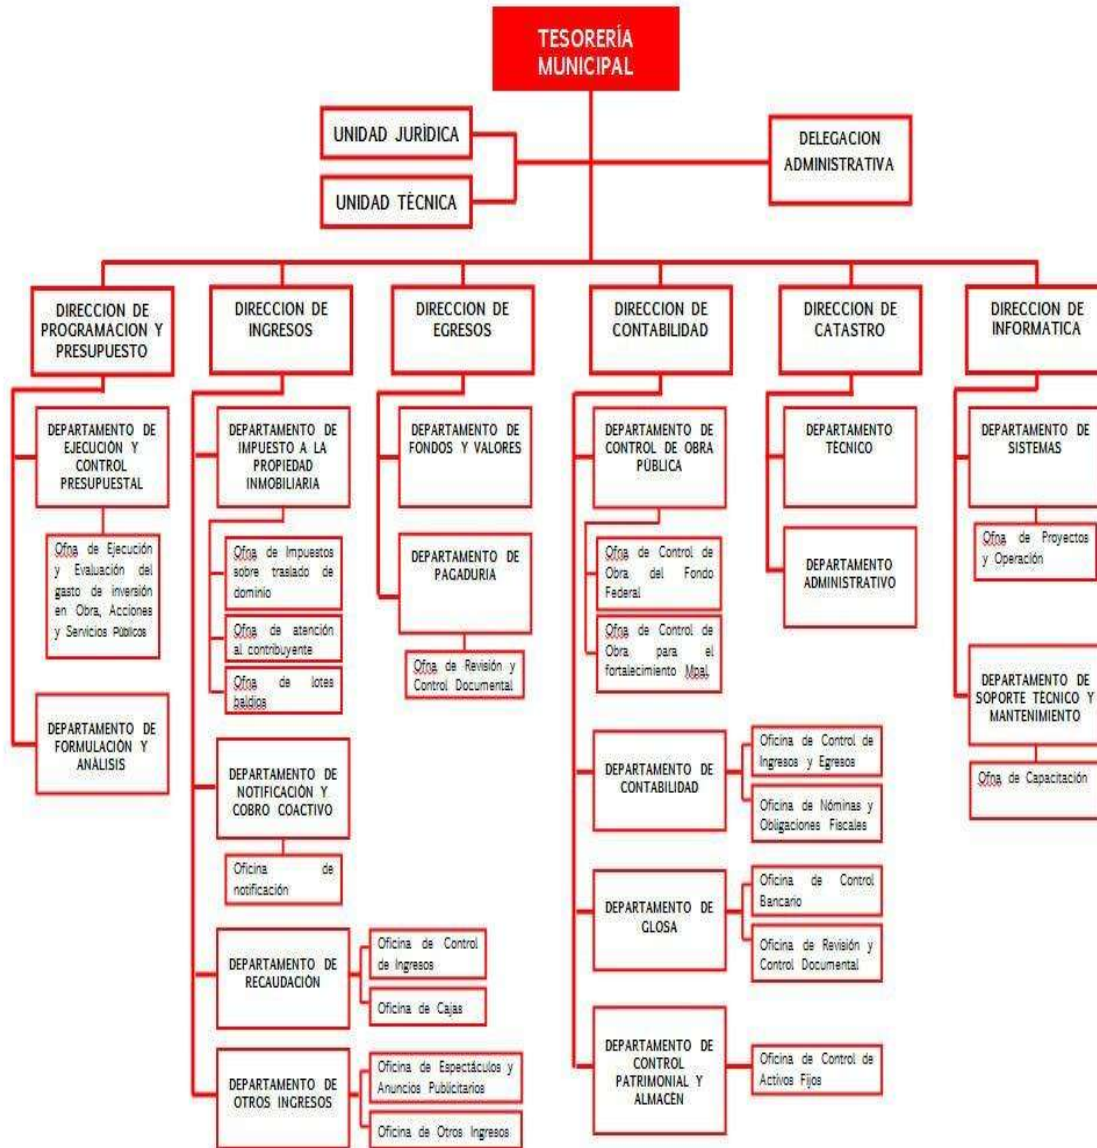 TESORERÍA
MUNICIPAL
UNIDAD JURÍDICA
UNIDAD TÉCNICA
DELEGACION
ADMINISTRATIVA
DIRECCION DE
PROGRAMACION Y
PRESUPUESTO
DEPARTAMENTO DE
EJECUCIÓN Y
CONTROL
PRESUPUESTAL
Ofna de Ejecución
y Evaluación del
gasto de inversión
en Obra, Acciones
y Servicios Públicos
DEPARTAMENTO DE
FORMULACIÓN Y
ANÁLISIS
DIRECCION DE
INGRESOS
DEPARTAMENTO DE
IMPUESTO A LA
PROPIEDAD
INMOBILIARIA
Ofna de Impuestos
sobre traslado de
dominio
Ofna de atención
al contribuyente
Ofna de lotes
baldios
DEPARTAMENTO DE
NOTIFICACIÓN Y
COBRO COACTIVO
Oficina de
notificación
DEPARTAMENTO DE
RECAUDACIÓN
Oficina de Control
de Ingresos
Oficina de Cajas
DEPARTAMENTO DE
OTROS INGRESOS
Oficina de Espectáculos y
Anuncios Publicitarios
Oficina de Otros Ingresos
DIRECCION DE
EGRESOS
DEPARTAMENTO DE
FONDOS Y VALORES
DEPARTAMENTO DE
PAGADURIA
Ofna de Revisión y
Control Documental
DIRECCION DE
CONTABILIDAD
DEPARTAMENTO DE
CONTROL DE OBRA
PÚBLICA
Ofna de Control de
Obra del Fondo
Federal
Ofna de Control de
Obra para el
fortalecimiento Mpal.
DEPARTAMENTO DE
CONTABILIDAD
Oficina de Control de
Ingresos y Egresos
Oficina de Nóminas y
Obligaciones Fiscales
DEPARTAMENTO DE
GLOSA
Oficina de Control
Bancario
Oficina de Revisión y
Control Documental
DEPARTAMENTO DE
CONTROL
PATRIMONIAL Y
ALMACÉN
Oficina de Control de
Activos Fijos
DIRECCION DE
CATASTRO
DEPARTAMENTO
TÉCNICO
DEPARTAMENTO
ADMINISTRATIVO
DIRECCION DE
INFORMATICA
DEPARTAMENTO DE
SISTEMAS
Ofna de Proyectos
y Operación
DEPARTAMENTO DE
SOPORTE TÉCNICO Y
MANTENIMIENTO
Ofna de Capacitación